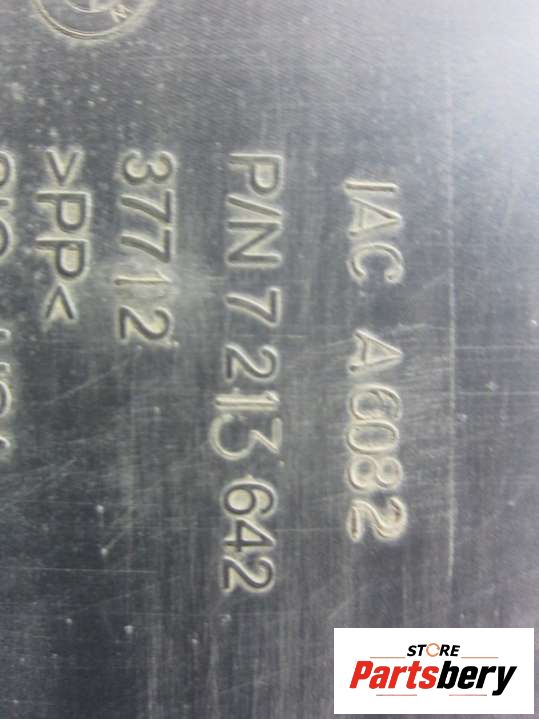 IAC A6082
P/N 7 213 642
37712
>PP<
STORE
Partsbery